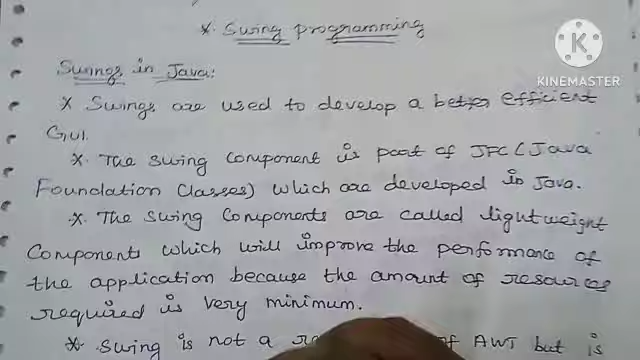 * Swing programming
K
KINEMASTER
Swings in Java:
* Swings are used to develop a better efficient
GUI.
* The swing component is part of JFC (Java
Foundation Classes) which are developed in Java.
* The swing components are called lightweight
components which will improve the performance of
the application because the amount of resources
required is very minimum.
* Swing is not a of AWT but is